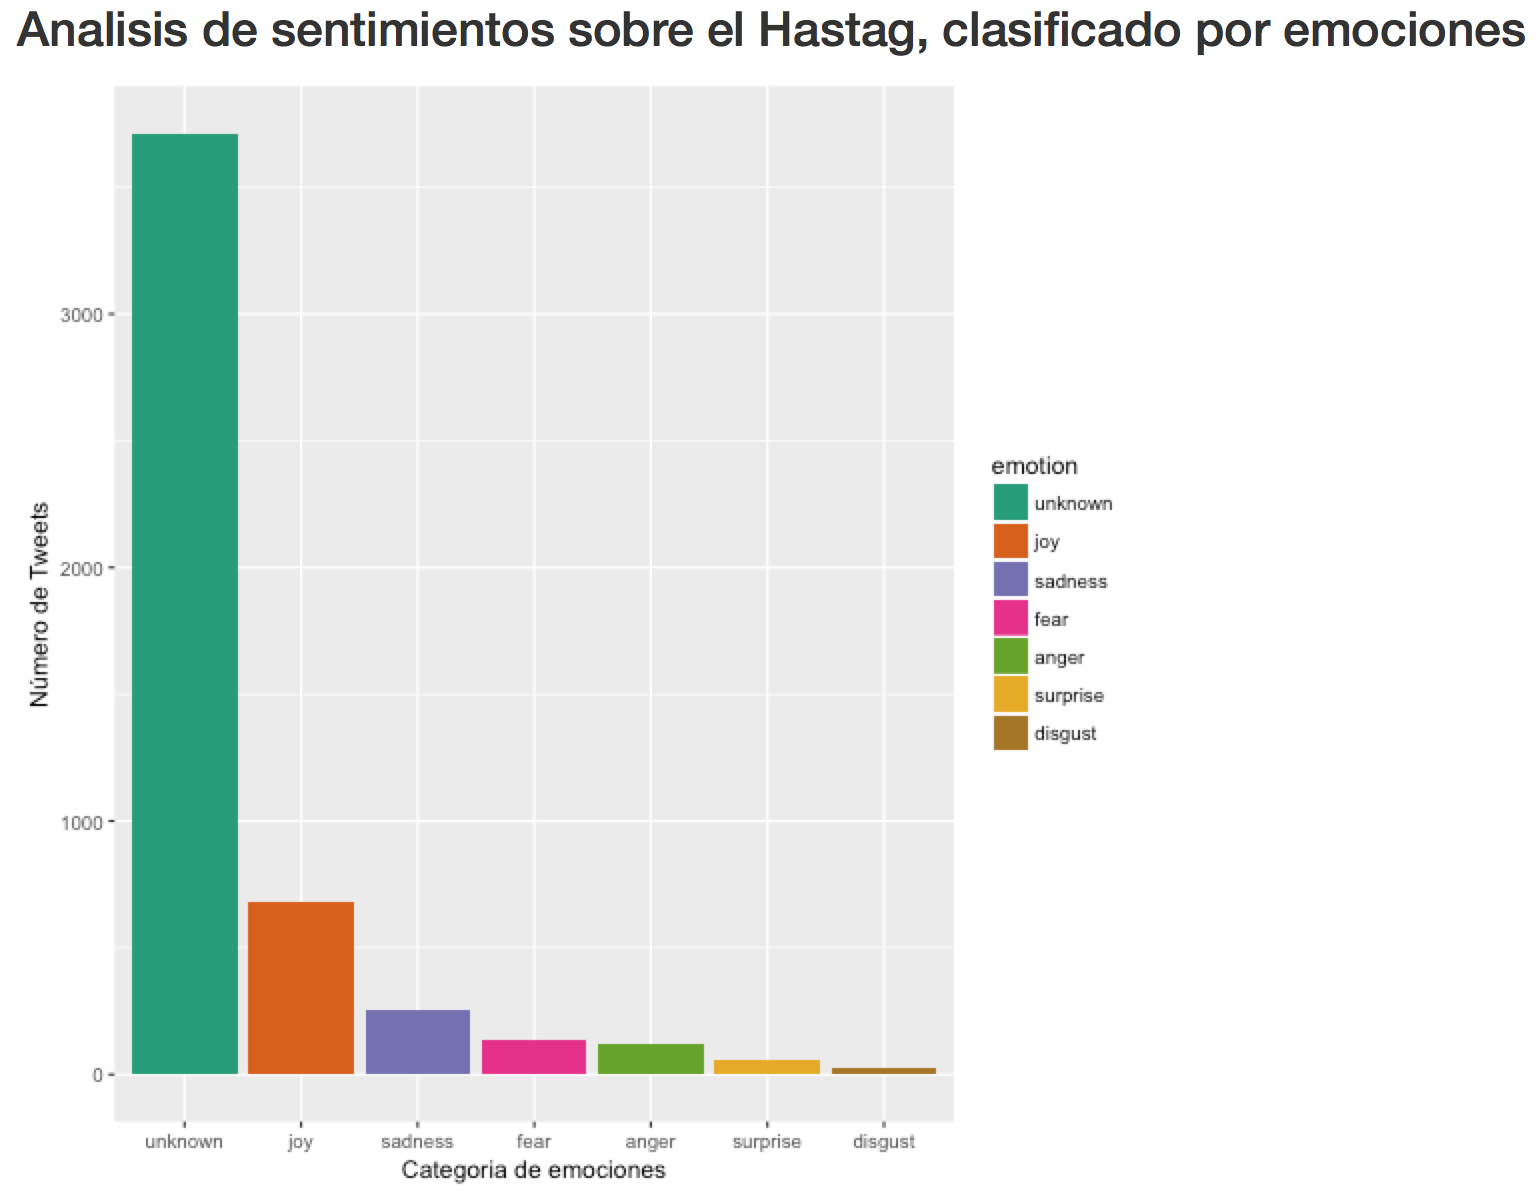 Analisis de sentimientos sobre el Hastag, clasificado por emociones
Número de Tweets
3000
2000
1000
0
unknown
joy
sadness
fear
anger
surprise
disgust
Categoria de emociones
emotion
unknown
joy
sadness
fear
anger
surprise
disgust